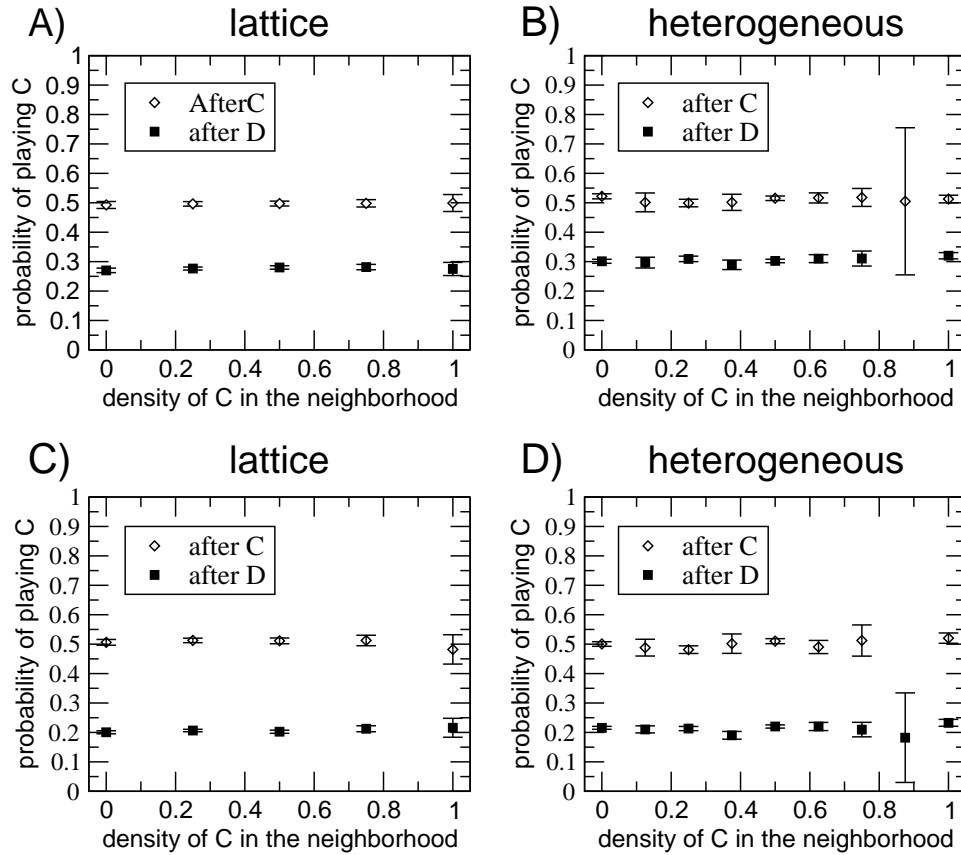 A) lattice
1
0.9
0.8
0.7
0.6
0.5
0.4
0.3
0.2
0.1
0
probability of playing C
AfterC
after D
0 0.2 0.4 0.6 0.8 1
density of C in the neighborhood
B) heterogeneous
1
0.9
0.8
0.7
0.6
0.5
0.4
0.3
0.2
0.1
0
probability of playing C
after C
after D
0 0.2 0.4 0.6 0.8 1
density of C in the neighborhood
C) lattice
1
0.9
0.8
0.7
0.6
0.5
0.4
0.3
0.2
0.1
0
probability of playing C
after C
after D
0 0.2 0.4 0.6 0.8 1
density of C in the neighborhood
D) heterogeneous
1
0.9
0.8
0.7
0.6
0.5
0.4
0.3
0.2
0.1
0
probability of playing C
after C
after D
0 0.2 0.4 0.6 0.8 1
density of C in the neighborhood